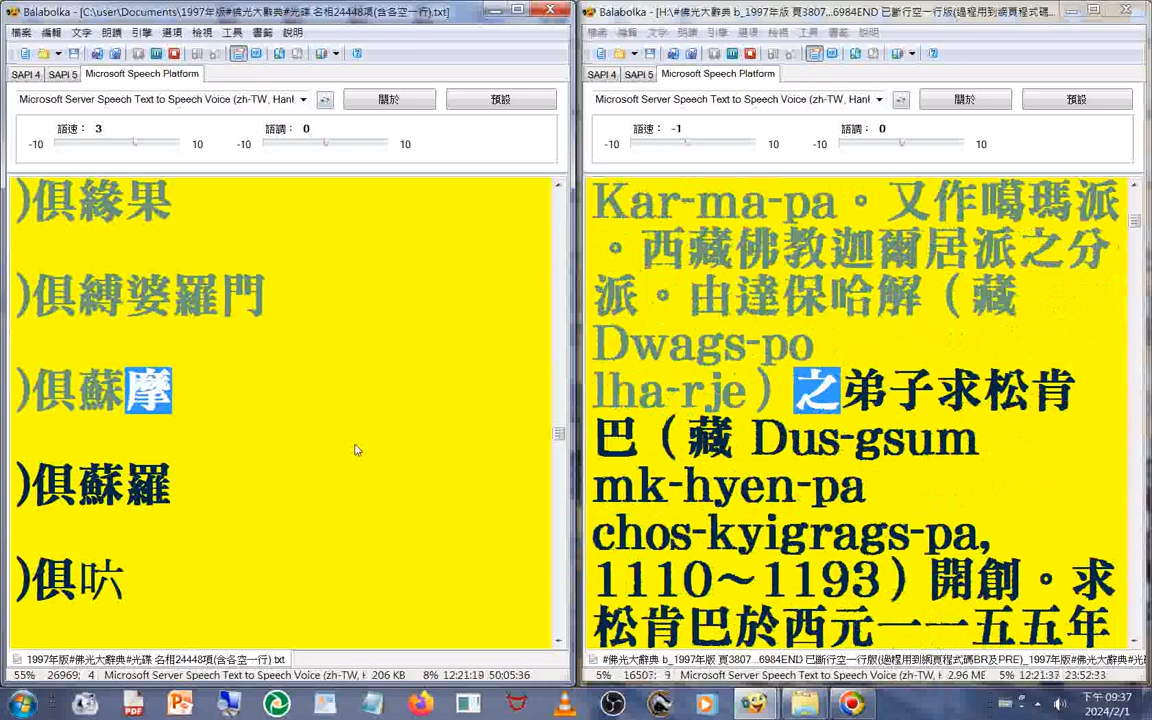 Balabolka - [C:\user\Documents\1997年版#佛光大辭典#光碟 名相24448項(含各空一行).txt]
檔案 編輯 文字 朗讀 引擎 選項 檢視 工具 書籤 說明
SAPI 4 SAPI 5 Microsoft Speech Platform
Microsoft Server Speech Text to Speech Voice (zh-TW, Hanl
關於
預設
語速： 3
語調： 0
-10 10 -10 10
)俱緣果
)俱縛婆羅門
)俱蘇摩
)俱蘇羅
)俱吠
1997年版#佛光大辭典#光碟 名相24448項(含各空一行).txt
55% 26969; 4 Microsoft Server Speech Text to Speech Voice (zh-TW, H 206 KB 8% 12:21:19 50:05:36
Balabolka - [H:\#佛光大辭典 b_1997年版 頁3807...6984END 已斷行空一行版(過程用到網頁程式碼...
檔案 編輯 文字 朗讀 引擎 選項 檢視 工具 書籤 說明
SAPI 4 SAPI 5 Microsoft Speech Platform
Microsoft Server Speech Text to Speech Voice (zh-TW, Hanl
關於
預設
語速： -1
語調： 0
-10 10 -10 10
Kar-ma-pa。又作噶瑪派
。西藏佛教迦爾居派之分
派。由達保哈解（藏
Dwags-po
lha-rje）之弟子求松肯
巴（藏 Dus-gsum
mk-hyen-pa
chos-kyigrags-pa,
1110～1193）開創。求
松肯巴於西元一一五五年
#佛光大辭典 b_1997年版 頁3807...6984END 已斷行空一行版(過程用到網頁程式碼BR及PRE)_1997年版#佛光大辭典#光
5% 16507: Microsoft Server Speech Text to Speech Voice (zh-TW, H 2.96 ME 5% 12:21:37 23:52:33
下午 09:37
2024/2/1